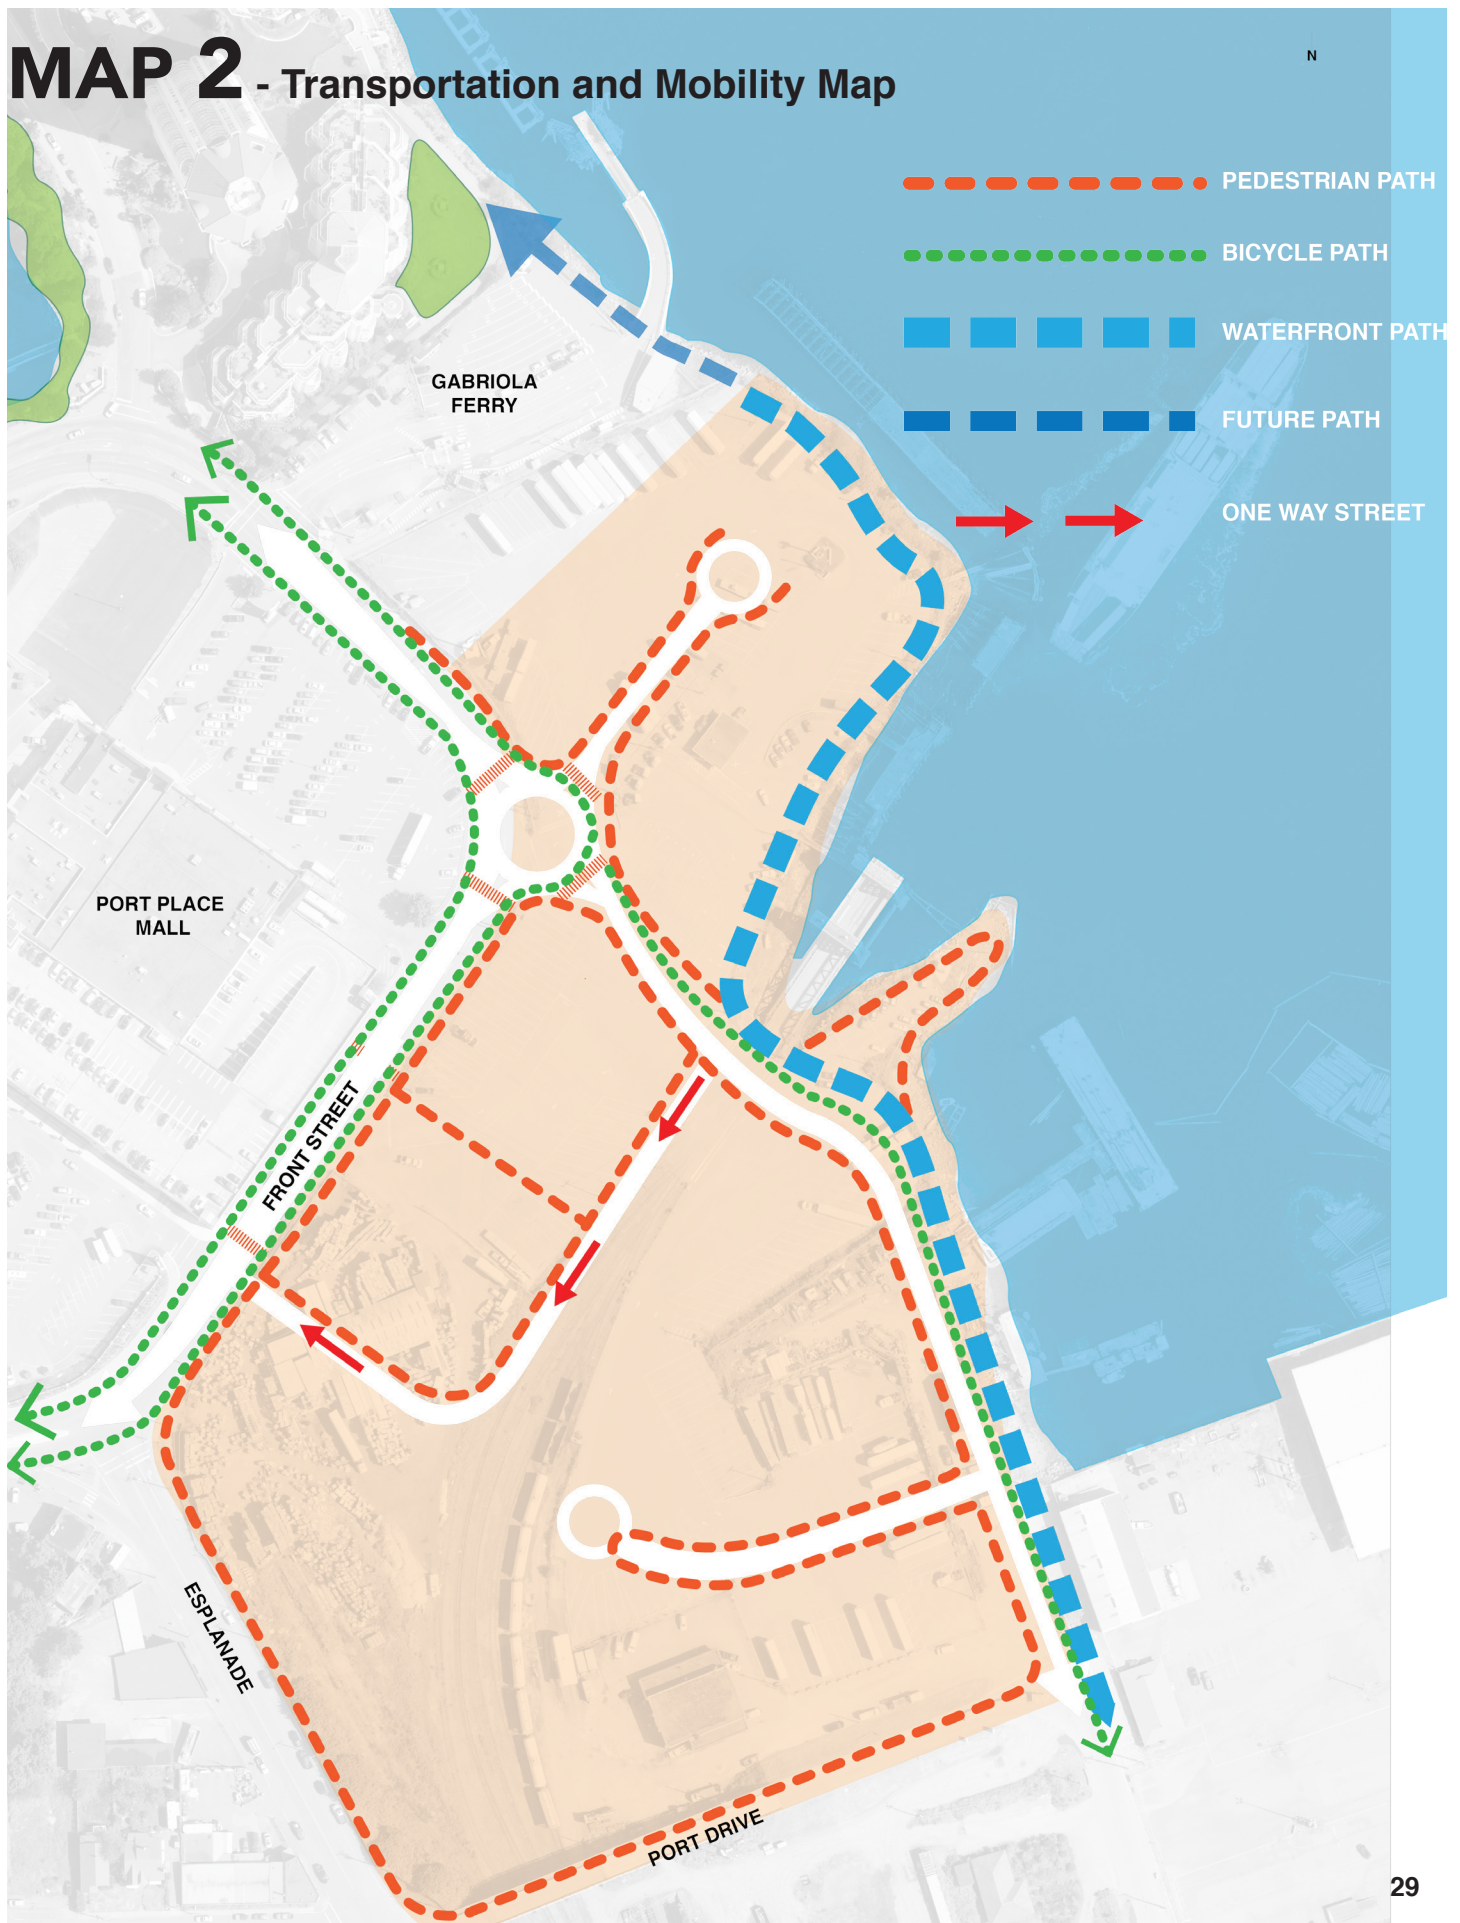 MAP 2 - Transportation and Mobility Map
N
PEDESTRIAN PATH
BICYCLE PATH
WATERFRONT PATH
FUTURE PATH
ONE WAY STREET
GABRIOLA
FERRY
PORT PLACE
MALL
FRONT STREET
ESPLANADE
PORT DRIVE
29